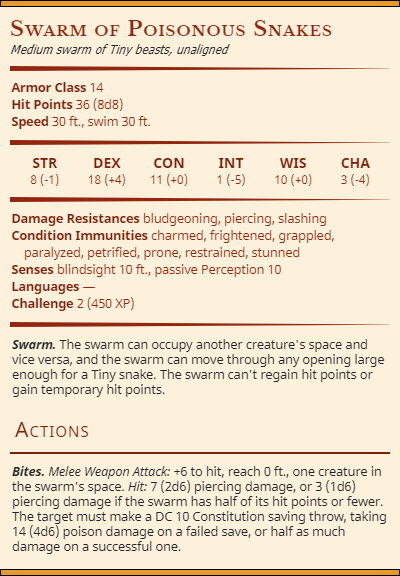 Swarm of Poisonous Snakes
Medium swarm of Tiny beasts, unaligned
Armor Class 14
Hit Points 36 (8d8)
Speed 30 ft., swim 30 ft.
STR DEX CON INT WIS CHA
8 (-1) 18 (+4) 11 (+0) 1 (-5) 10 (+0) 3 (-4)
Damage Resistances bludgeoning, piercing, slashing
Condition Immunities charmed, frightened, grappled,
paralyzed, petrified, prone, restrained, stunned
Senses blindsight 10 ft., passive Perception 10
Languages —
Challenge 2 (450 XP)
Swarm. The swarm can occupy another creature's space and
vice versa, and the swarm can move through any opening large
enough for a Tiny snake. The swarm can't regain hit points or
gain temporary hit points.
Actions
Bites. Melee Weapon Attack: +6 to hit, reach 0 ft., one creature in
the swarm's space. Hit: 7 (2d6) piercing damage, or 3 (1d6)
piercing damage if the swarm has half of its hit points or fewer.
The target must make a DC 10 Constitution saving throw, taking
14 (4d6) poison damage on a failed save, or half as much
damage on a successful one.